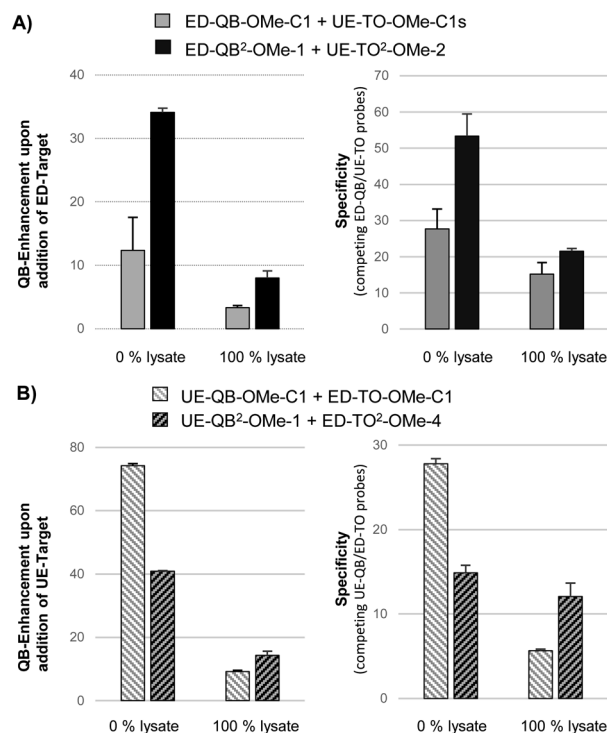 A)
ED-QB-OMe-C1 + UE-TO-OMe-C1s
ED-QB²-OMe-1 + UE-TO²-OMe-2
QB-Enhancement upon
addition of ED-Target
40
30
20
10
0
0 % lysate
100 % lysate
Specificity
(competing ED-QB/UE-TO probes)
70
60
50
40
30
20
10
0
0 % lysate
100 % lysate
B)
UE-QB-OMe-C1 + ED-TO-OMe-C1
UE-QB²-OMe-1 + ED-TO²-OMe-4
QB-Enhancement upon
addition of UE-Target
80
60
40
20
0
0 % lysate
100 % lysate
Specificity
(competing UE-QB/ED-TO probes)
30
20
10
0
0 % lysate
100 % lysate